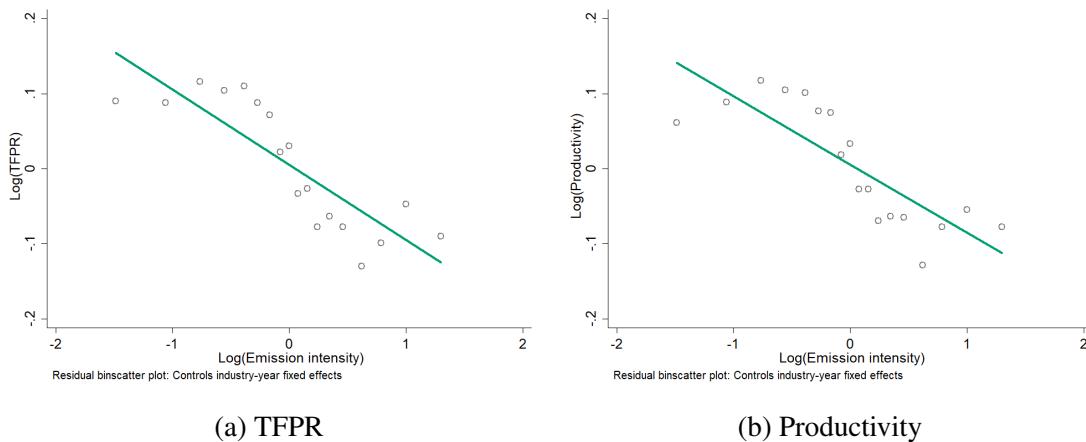 .2
.1
0
-.1
-.2
Log(TFPR)
-2
-1
0
1
2
Log(Emission intensity)
Residual binscatter plot: Controls industry-year fixed effects
(a) TFPR
.2
.1
0
-.1
-.2
Log(Productivity)
-2
-1
0
1
2
Log(Emission intensity)
Residual binscatter plot: Controls industry-year fixed effects
(b) Productivity